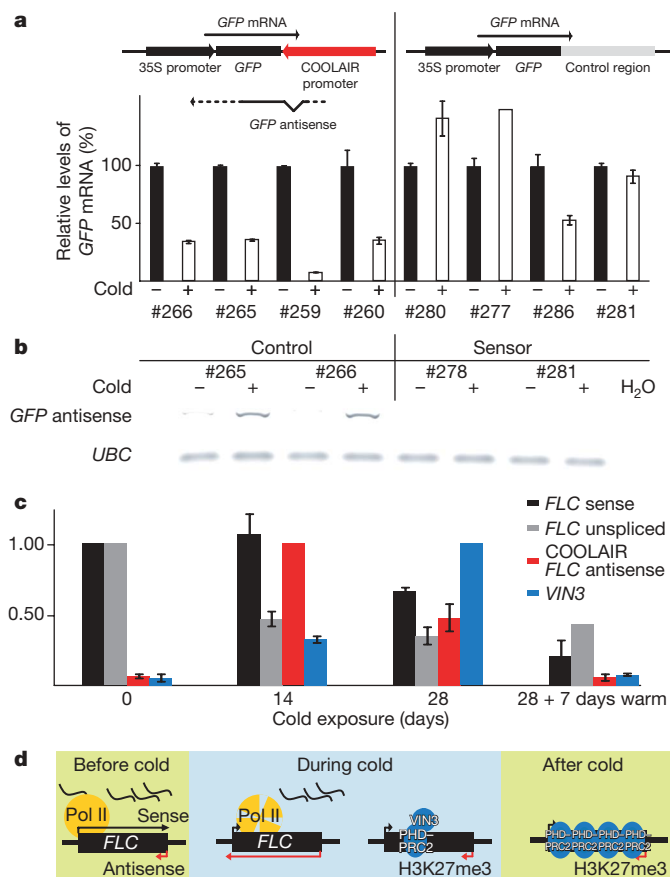 a
GFP mRNA
GFP mRNA
35S promoter GFP COOLAIR promoter
35S promoter GFP Control region
GFP antisense
Relative levels of GFP mRNA (%)
100
50
Cold − + − + − + − + − + − + − + − +
#266 #265 #259 #260 #280 #277 #286 #281
b
Control Sensor
#265 #266 #278 #281
Cold − + − + − + − + H₂O
GFP antisense
UBC
c
FLC sense
FLC unspliced
COOLAIR
FLC antisense
VIN3
1.00
0.50
0 14 28 28 + 7 days warm
Cold exposure (days)
d
Before cold During cold After cold
Pol II Sense
FLC
Antisense
Pol II
FLC
VIN3
PHD–
PRC2
H3K27me3
PHD– PHD– PHD– PHD–
PRC2 PRC2 PRC2 PRC2
H3K27me3